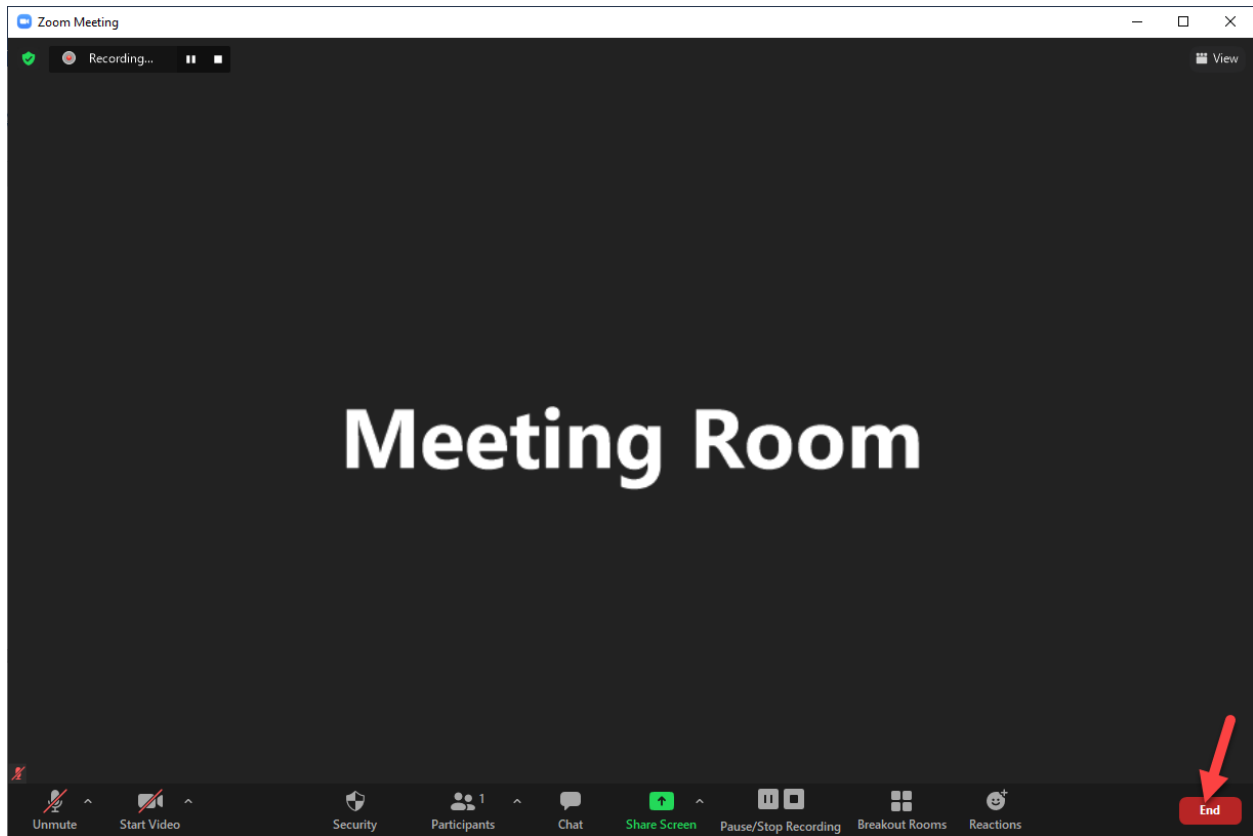 Zoom Meeting
Recording...
View
Meeting Room
Unmute
Start Video
Security
1
Participants
Chat
Share Screen
Pause/Stop Recording
Breakout Rooms
Reactions
End